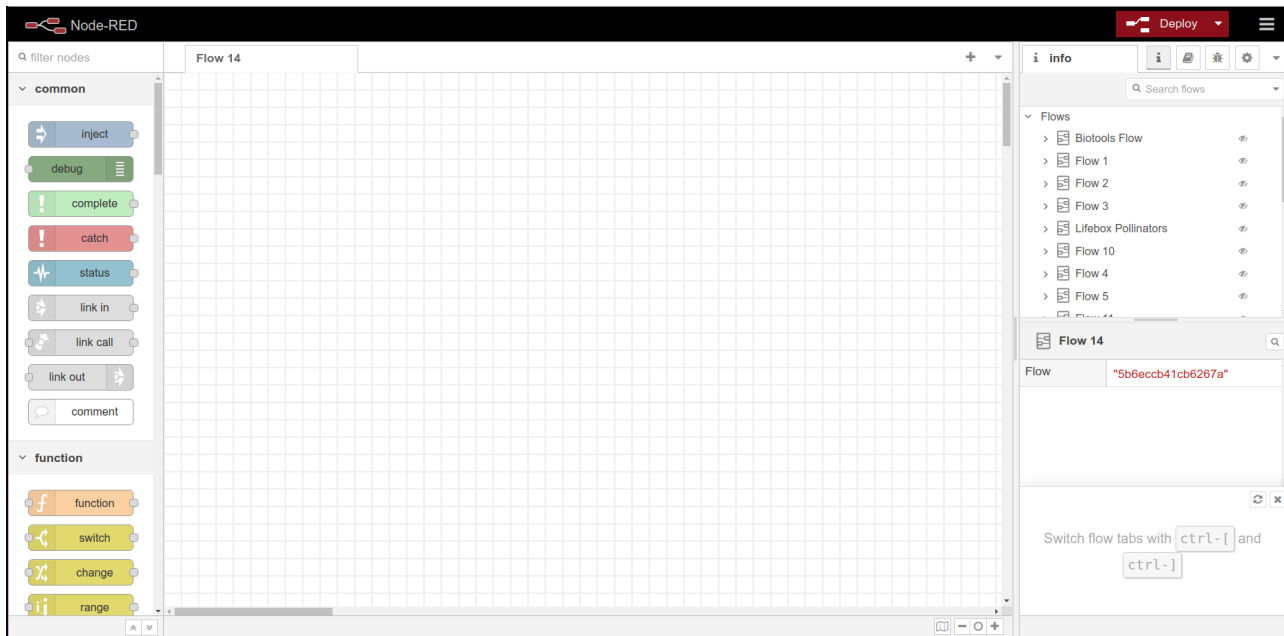 Node-RED
Deploy
filter nodes
Flow 14
info
common
Search flows
inject
debug
complete
catch
status
link in
link call
link out
comment
function
function
switch
change
range
Flows
Biotools Flow
Flow 1
Flow 2
Flow 3
Lifebox Pollinators
Flow 10
Flow 4
Flow 5
Flow 11
Flow 14
Flow "5b6eccb41cb6267a"
Switch flow tabs with ctrl-[ and
ctrl-]